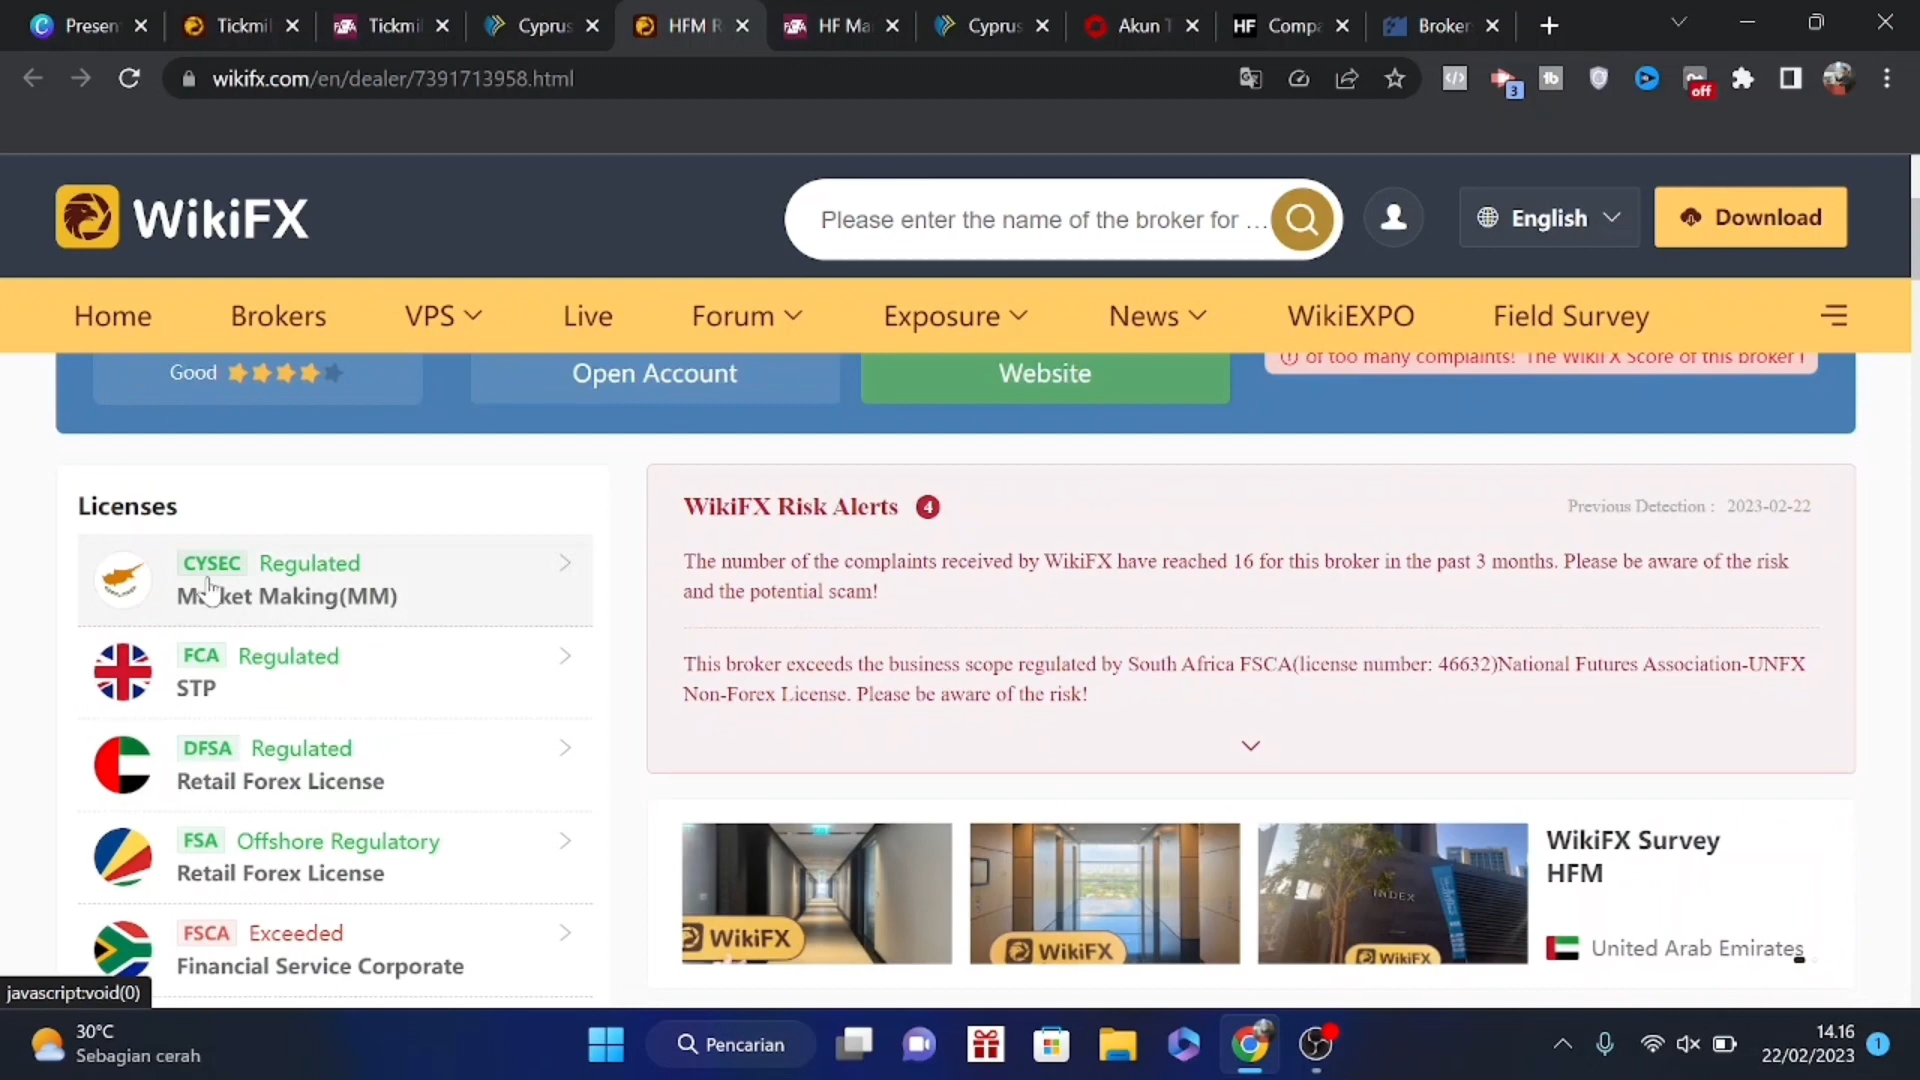 Presen
Tickmil
Tickmil
Cyprus
HFM R
HF Ma
Cyprus
Akun T
HF Compa
Broker
wikifx.com/en/dealer/7391713958.html
3
off
WikiFX
Please enter the name of the broker for ...
English
Download
Home
Brokers
VPS
Live
Forum
Exposure
News
WikiEXPO
Field Survey
Good
Open Account
Website
of too many complaints! The WikiFX Score of this broker i
Licenses
CYSEC Regulated
Market Making(MM)
FCA Regulated
STP
DFSA Regulated
Retail Forex License
FSA Offshore Regulatory
Retail Forex License
FSCA Exceeded
Financial Service Corporate
WikiFX Risk Alerts 4
Previous Detection : 2023-02-22
The number of the complaints received by WikiFX have reached 16 for this broker in the past 3 months. Please be aware of the risk
and the potential scam!
This broker exceeds the business scope regulated by South Africa FSCA(license number: 46632)National Futures Association-UNFX
Non-Forex License. Please be aware of the risk!
WikiFX
WikiFX
INDEX
WikiFX
WikiFX Survey
HFM
United Arab Emirates
javascript:void(0)
30°C
Sebagian cerah
Pencarian
14.16
22/02/2023
1